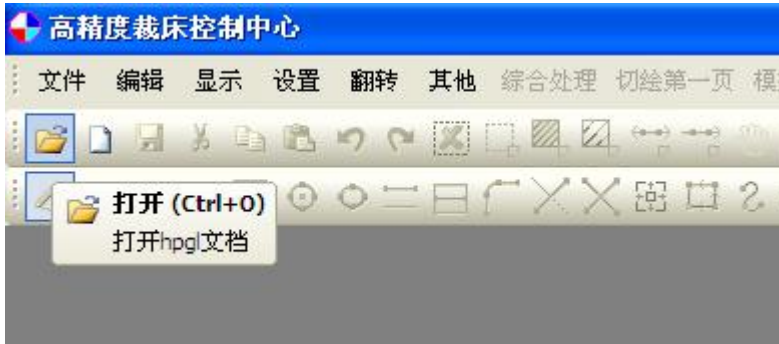 高精度裁床控制中心
文件 编辑 显示 设置 翻转 其他 综合处理 切绘第一页
打开 (Ctrl+O)
打开hpgl文档